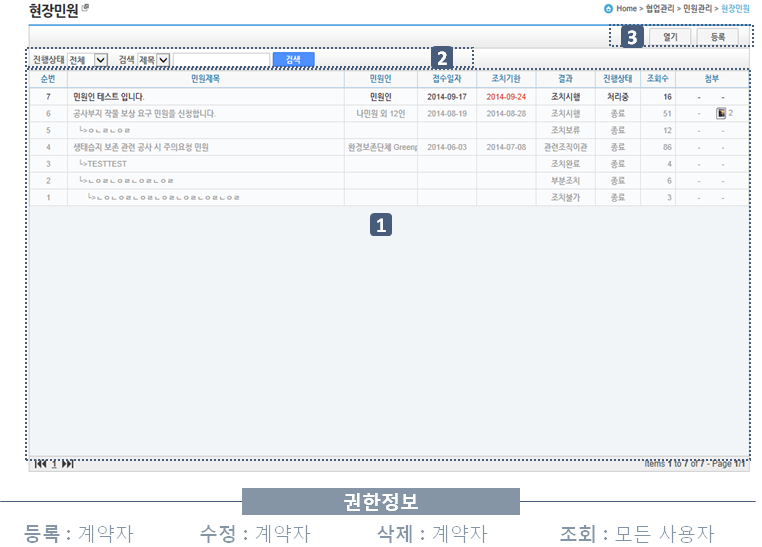 현장민원
Home > 협업관리 > 민원관리 > 현장민원
3 열기 등록
진행상태 전체 검색 제목 검색 2
순번 민원제목 민원인 접수일자 조치기한 결과 진행상태 조회수 첨부
7 민원인 테스트 입니다. 민원인 2014-09-17 2014-09-24 조치시행 처리중 16 - -
6 공사부지 작물 보상 요구 민원을 신청합니다. 나민원 외 12인 2014-08-19 2014-08-28 조치시행 종료 51 - 2
5 └>ㅇㄴㄹㄴㅇㄹ 조치보류 종료 12 - -
4 생태습지 보존 관련 공사 시 주의요청 민원 환경보존단체 Greenp 2014-06-03 2014-07-08 관련조직이관 종료 86 - -
3 └>TESTTEST 조치완료 종료 4 - -
2 └>ㄴㅇㄹㄴㅇㄹㄴㅇㄹㄴㅇㄹ 부분조치 종료 6 - -
1 조치불가 종료 3 - -
1
1
Items 1 to 7 of 7 - Page 1/1
권한정보
등록 : 계약자 수정 : 계약자 삭제 : 계약자 조회 : 모든 사용자